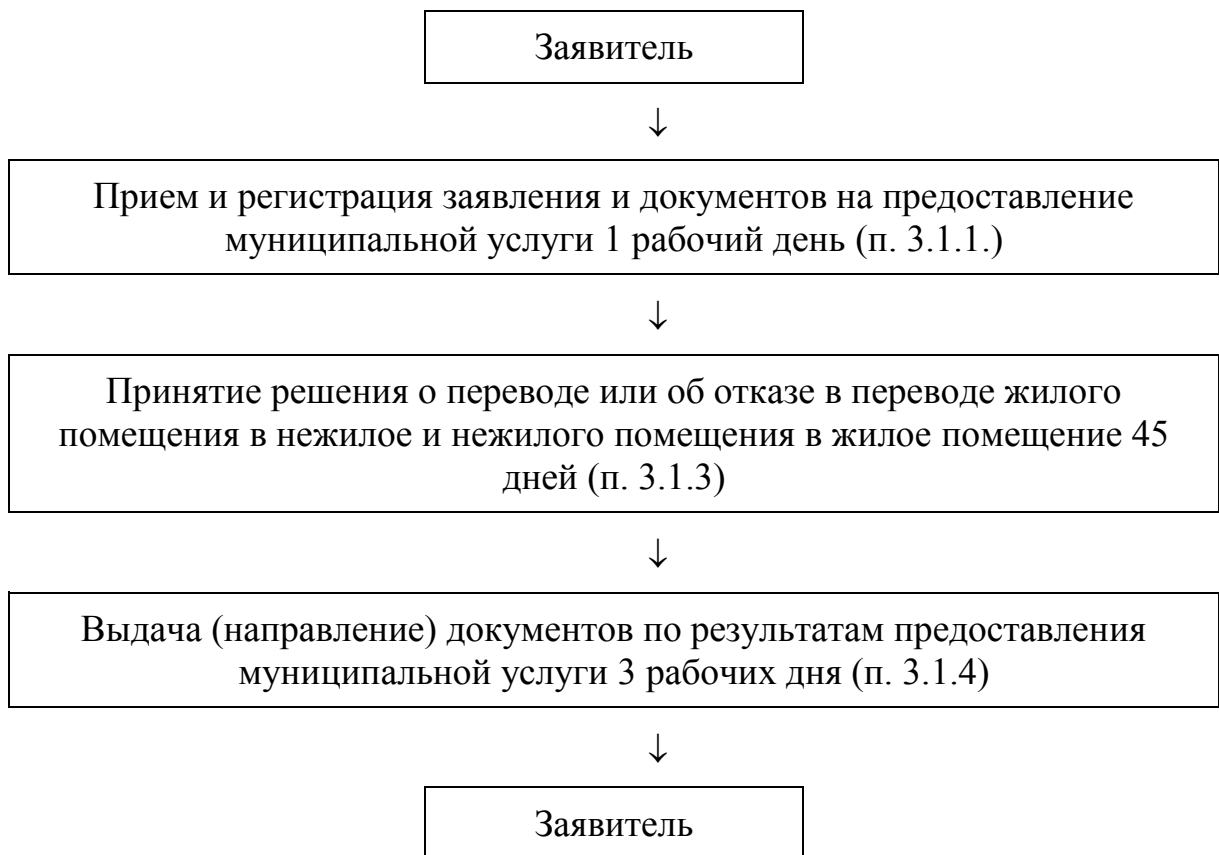 Заявитель
↓
Прием и регистрация заявления и документов на предоставление
муниципальной услуги 1 рабочий день (п. 3.1.1.)
↓
Принятие решения о переводе или об отказе в переводе жилого
помещения в нежилое и нежилого помещения в жилое помещение 45
дней (п. 3.1.3)
↓
Выдача (направление) документов по результатам предоставления
муниципальной услуги 3 рабочих дня (п. 3.1.4)
↓
Заявитель